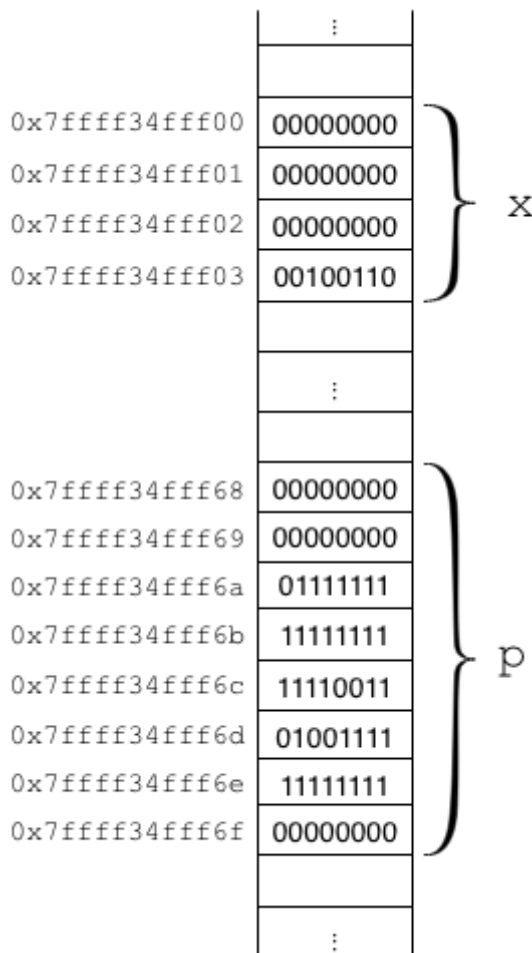 ⋮
0x7ffff34fff00 00000000
0x7ffff34fff01 00000000
x
0x7ffff34fff02 00000000
0x7ffff34fff03 00100110
⋮
0x7ffff34fff68 00000000
0x7ffff34fff69 00000000
0x7ffff34fff6a 01111111
0x7ffff34fff6b 11111111
p
0x7ffff34fff6c 11110011
0x7ffff34fff6d 01001111
0x7ffff34fff6e 11111111
0x7ffff34fff6f 00000000
⋮